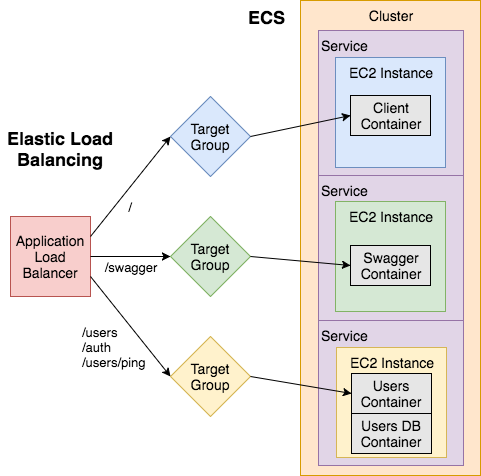 ECS
Cluster
Elastic Load
Balancing
Application
Load
Balancer
/
/swagger
/users
/auth
/users/ping
Target
Group
Target
Group
Target
Group
Service
EC2 Instance
Client
Container
Service
EC2 Instance
Swagger
Container
Service
EC2 Instance
Users
Container
Users DB
Container